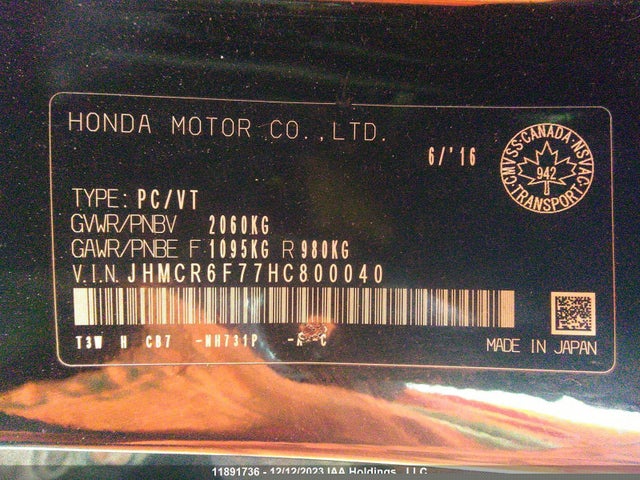 HONDA MOTOR CO.,LTD.
6/'16
CMVSS·CANADA·NSVAC·TRANSPORT
942
TYPE: PC/VT
GVWR/PNBV 2060KG
GAWR/PNBE F 1095KG R 980KG
V.I.N. JHMCR6F77HC800040
T3W H CB7 -NH731P -A C
MADE IN JAPAN
11891736 - 12/12/2023 IAA Holdings, LLC